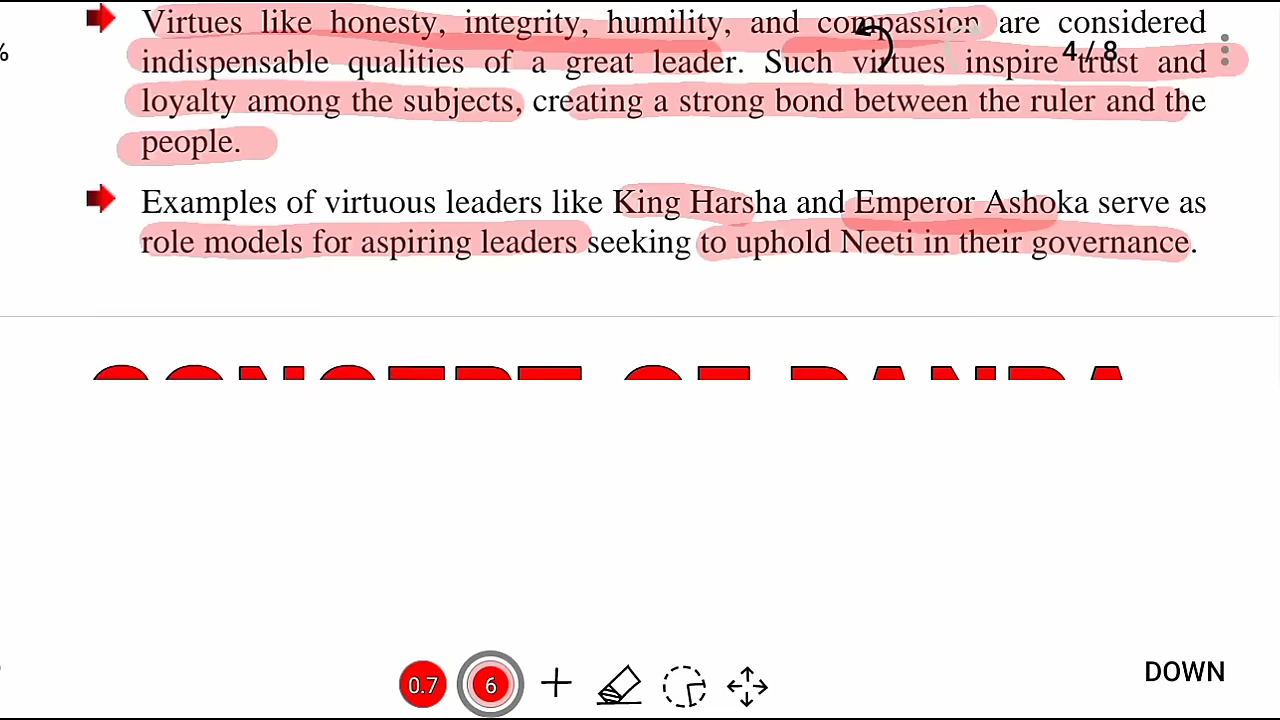 Virtues like honesty, integrity, humility, and compassion are considered
%
indispensable qualities of a great leader. Such virtues inspire trust and
4 / 8
loyalty among the subjects, creating a strong bond between the ruler and the
people.
Examples of virtuous leaders like King Harsha and Emperor Ashoka serve as
role models for aspiring leaders seeking to uphold Neeti in their governance.
CONCEPT OF DANDA
DOWN
0.7 6